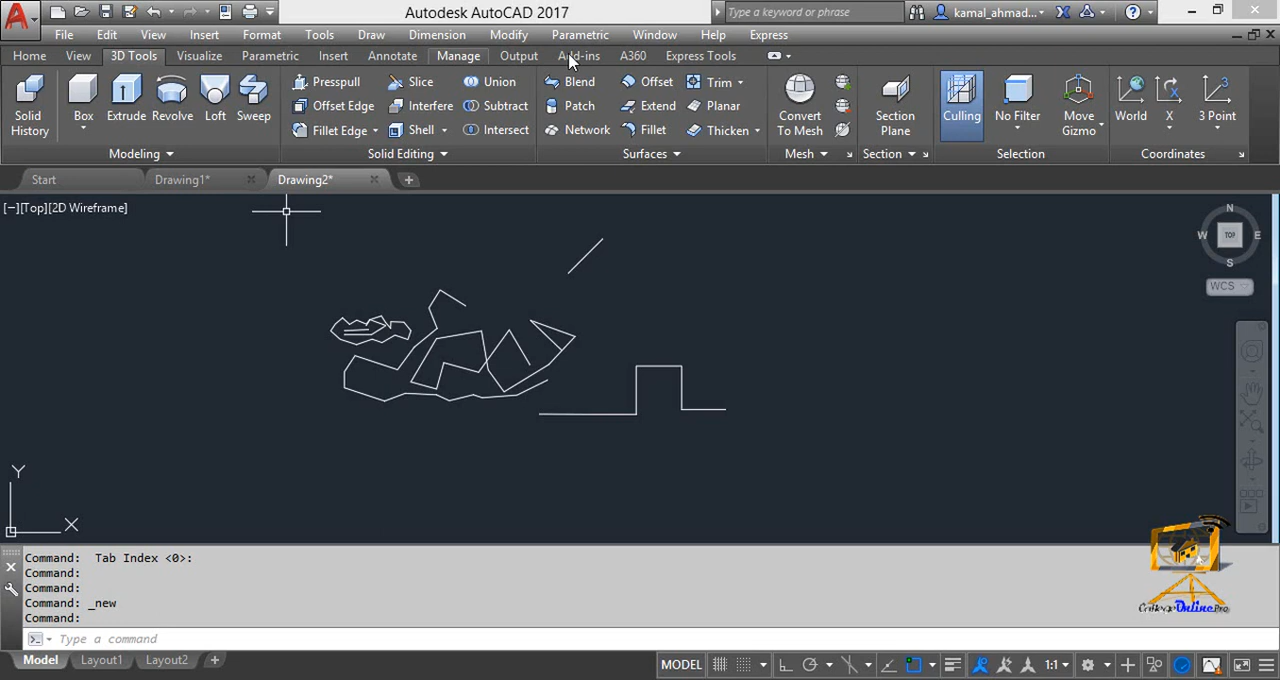 Autodesk AutoCAD 2017
Type a keyword or phrase
kamal_ahmad...
File Edit View Insert Format Tools Draw Dimension Modify Parametric Window Help Express
Home View 3D Tools Visualize Parametric Insert Annotate Manage Output Add-ins A360 Express Tools
Solid History
Box
Extrude
Revolve
Loft
Sweep
Presspull
Offset Edge
Fillet Edge
Slice
Interfere
Shell
Union
Subtract
Intersect
Blend
Patch
Network
Offset
Extend
Fillet
Trim
Planar
Thicken
Convert To Mesh
Section Plane
Culling
No Filter
Move Gizmo
World
X
3 Point
Modeling
Solid Editing
Surfaces
Mesh
Section
Selection
Coordinates
Start
Drawing1*
Drawing2*
[−][Top][2D Wireframe]
N
W TOP E
S
WCS
Y
X
Command: Tab Index <0>:
Command:
Command:
Command: _new
Command:
Type a command
College Online Pro
Model Layout1 Layout2
MODEL
1:1